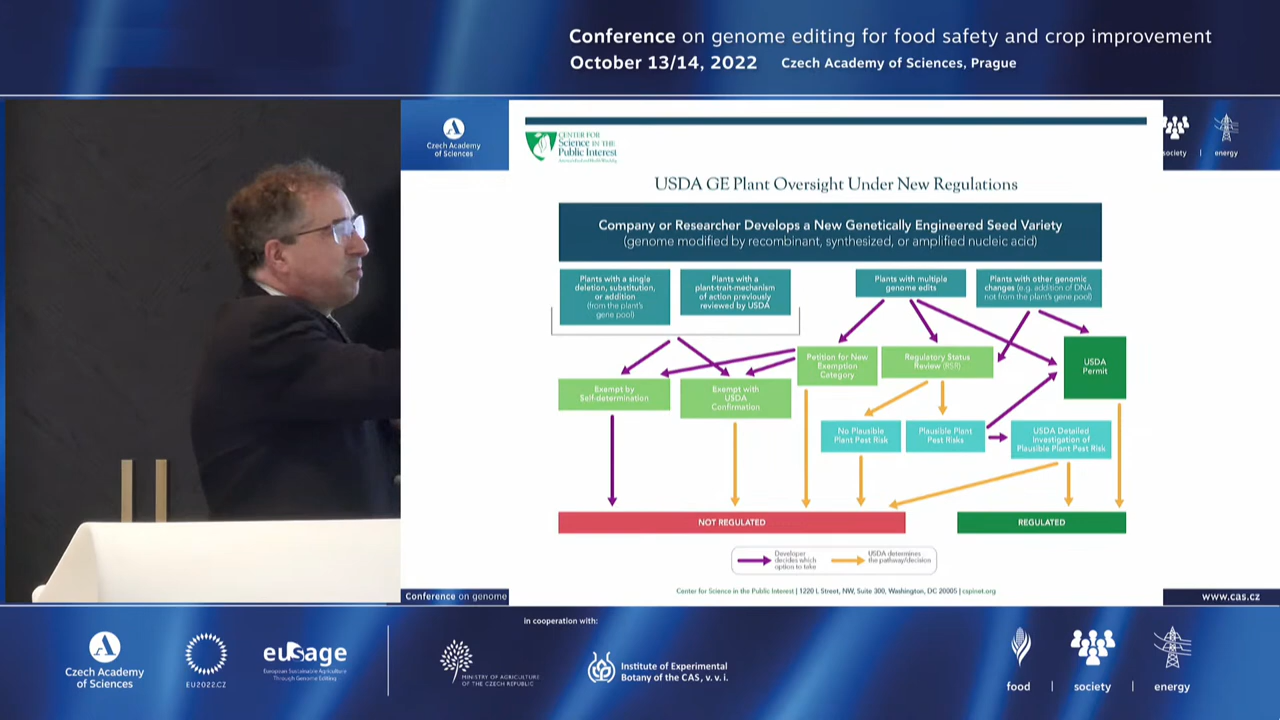 Conference on genome editing for food safety and crop improvement
October 13/14, 2022 Czech Academy of Sciences, Prague
Czech Academy
of Sciences
CENTER FOR
Science IN THE
Public Interest
society | energy
USDA GE Plant Oversight Under New Regulations
Company or Researcher Develops a New Genetically Engineered Seed Variety
(genome modified by recombinant, synthesized, or amplified nucleic acid)
Plants with a single
deletion, substitution,
or addition
(from the plant's
gene pool)
Plants with a
plant-trait-mechanism
of action previously
reviewed by USDA
Plants with multiple
genome edits
Plants with other genomic
changes (e.g. addition of DNA
not from the plant's gene pool)
Petition for New
Exemption
Category
Regulatory Status
Review (RSR)
USDA
Permit
Exempt by
Self-determination
Exempt with
USDA
Confirmation
No Plausible
Plant Pest Risk
Plausible Plant
Pest Risks
USDA Detailed
Investigation of
Plausible Plant Pest Risk
NOT REGULATED
REGULATED
Developer
decides which
option to take
USDA determines
the pathway/decision
Center for Science in the Public Interest | 1220 L Street, NW, Suite 300, Washington, DC 20005 | cspinet.org
Conference on genome
www.cas.cz
in cooperation with:
Czech Academy
of Sciences
EU2022.CZ
eusage
European Sustainable Agriculture
Through Genome Editing
MINISTRY OF AGRICULTURE
OF THE CZECH REPUBLIC
Institute of Experimental
Botany of the CAS, v. v. i.
food | society | energy